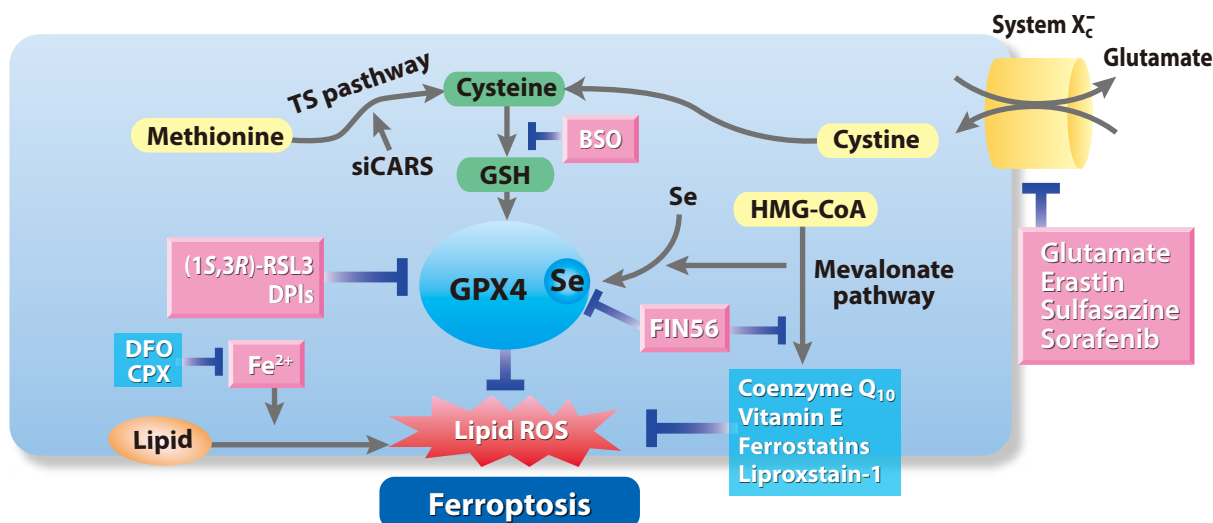 System X⁻c
Glutamate
TS pasthway
Cysteine
Methionine
BSO
Cystine
siCARS
GSH
Se
HMG-CoA
(1S,3R)-RSL3
DPIs
GPX4
Se
Mevalonate
pathway
Glutamate
Erastin
Sulfasazine
Sorafenib
FIN56
DFO
CPX
Fe²⁺
Coenzyme Q₁₀
Vitamin E
Ferrostatins
Liproxstain-1
Lipid
Lipid ROS
Ferroptosis